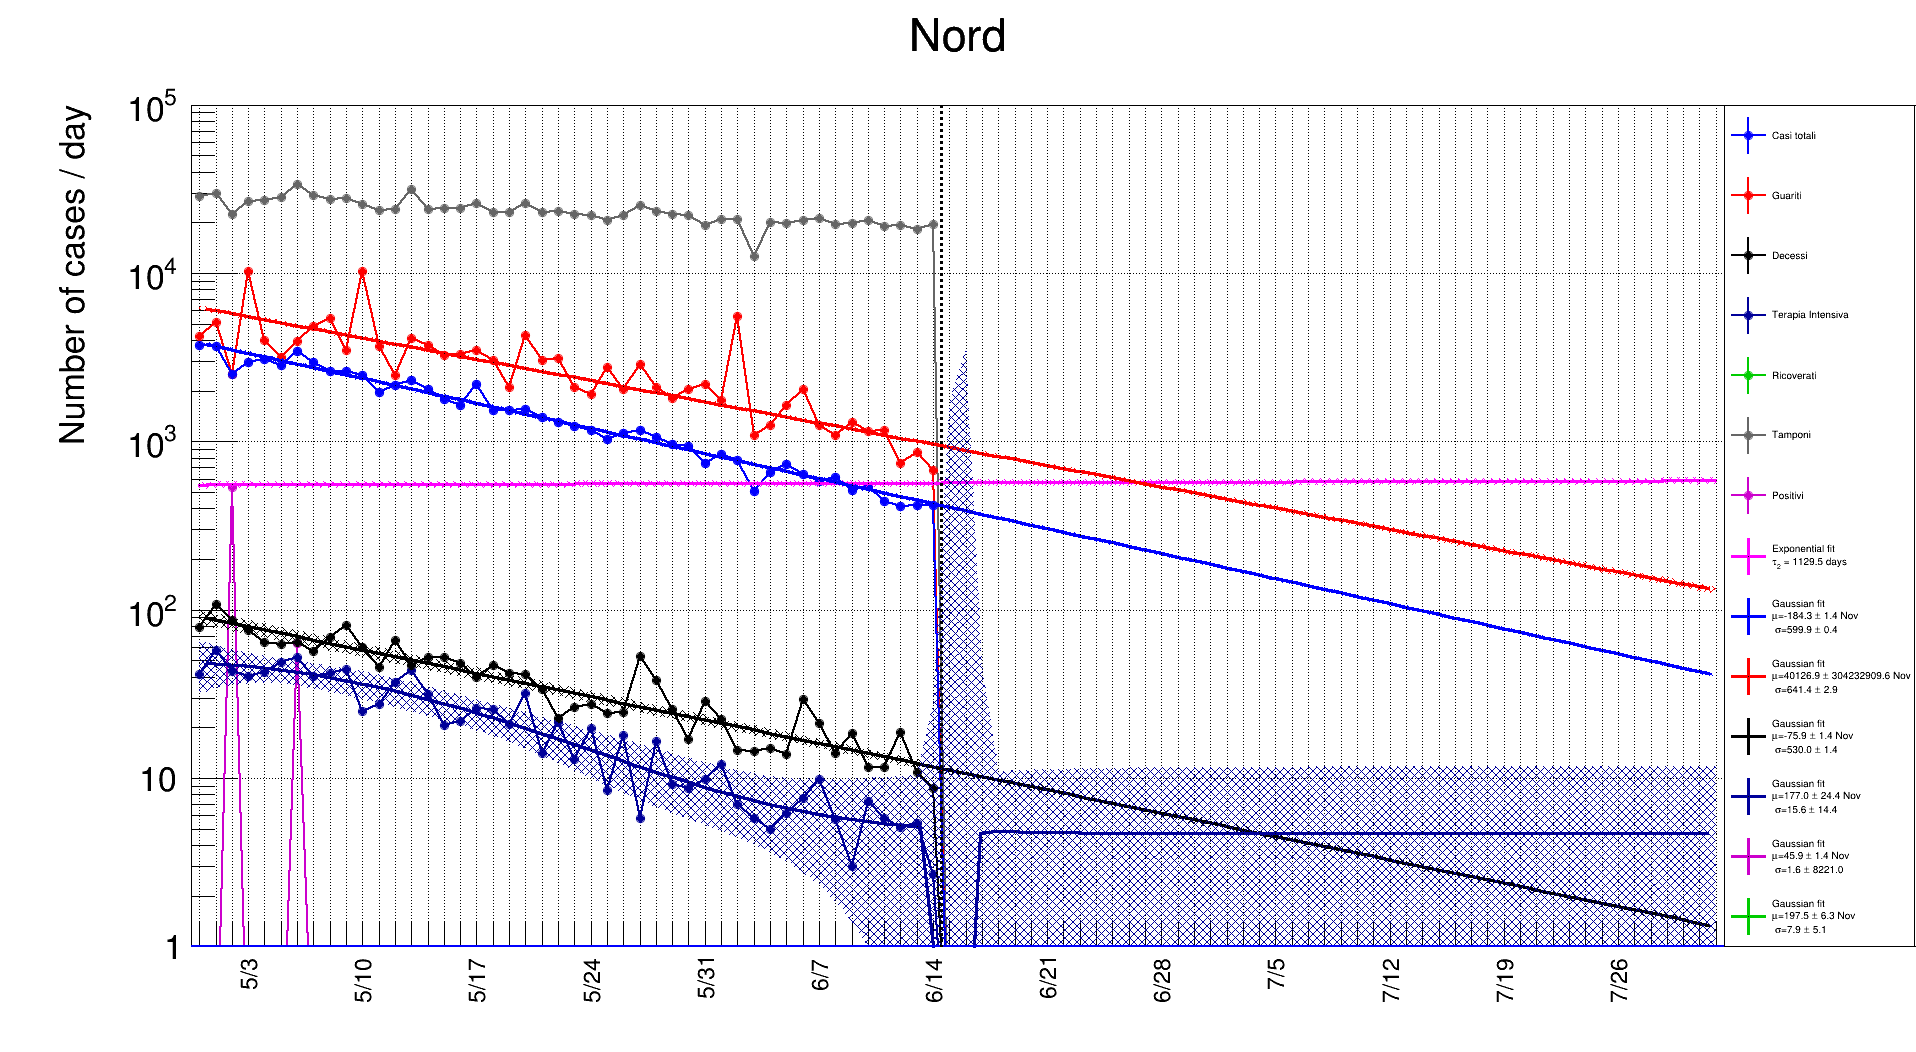 Nord
Number of cases / day
10^5
10^4
10^3
10^2
10
1
5/3
5/10
5/17
5/24
5/31
6/7
6/14
6/21
6/28
7/5
7/12
7/19
7/26
Casi totali
Guariti
Decessi
Terapia Intensiva
Ricoverati
Tamponi
Positivi
Exponential fit
τ₂ = 1129.5 days
Gaussian fit
μ=-184.3 ± 1.4 Nov
σ=599.9 ± 0.4
Gaussian fit
μ=40126.9 ± 304232909.6 Nov
σ=641.4 ± 2.9
Gaussian fit
μ=-75.9 ± 1.4 Nov
σ=530.0 ± 1.4
Gaussian fit
μ=177.0 ± 24.4 Nov
σ=15.6 ± 14.4
Gaussian fit
μ=45.9 ± 1.4 Nov
σ=1.6 ± 8221.0
Gaussian fit
μ=197.5 ± 6.3 Nov
σ=7.9 ± 5.1